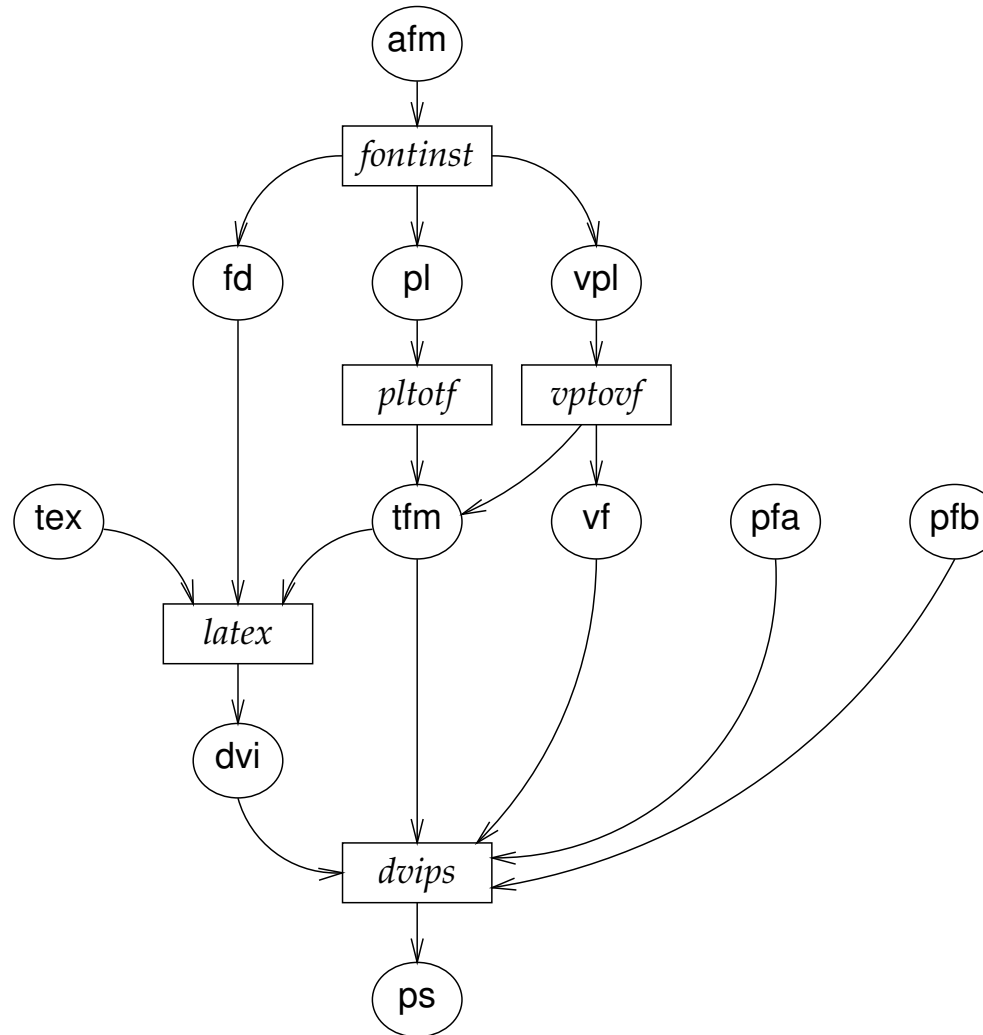 afm
fontinst
fd
pl
vpl
pltotf
vptovf
tex
tfm
vf
pfa
pfb
latex
dvi
dvips
ps